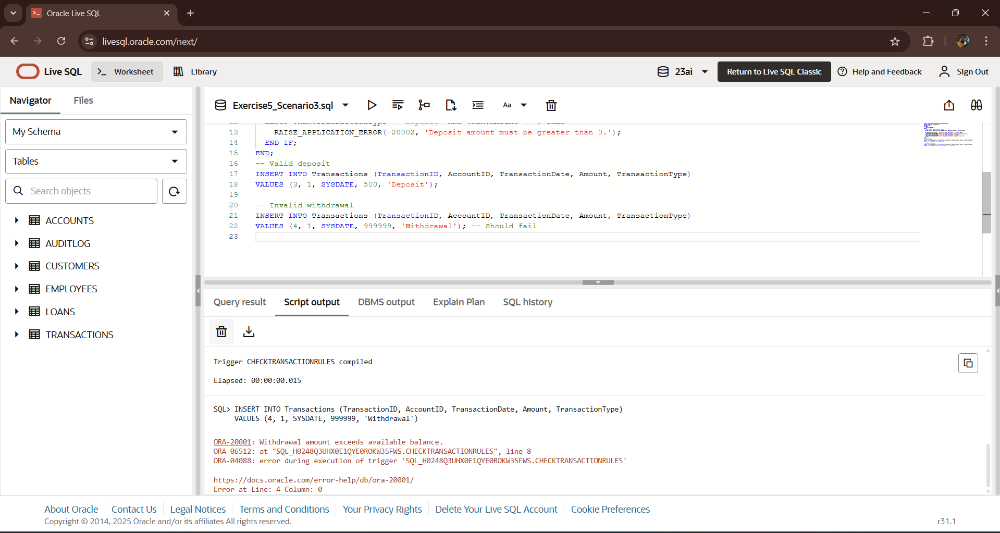 Oracle Live SQL
livesql.oracle.com/next/
Live SQL
Worksheet
Library
23ai
Return to Live SQL Classic
Help and Feedback
Sign Out
Navigator
Files
My Schema
Tables
Search objects
ACCOUNTS
AUDITLOG
CUSTOMERS
EMPLOYEES
LOANS
TRANSACTIONS
Exercise5_Scenario3.sql
Aa
13 RAISE_APPLICATION_ERROR(-20002, 'Deposit amount must be greater than 0.');
14 END IF;
15 END;
16 -- Valid deposit
17 INSERT INTO Transactions (TransactionID, AccountID, TransactionDate, Amount, TransactionType)
18 VALUES (3, 1, SYSDATE, 500, 'Deposit');
19
20 -- Invalid withdrawal
21 INSERT INTO Transactions (TransactionID, AccountID, TransactionDate, Amount, TransactionType)
22 VALUES (4, 1, SYSDATE, 999999, 'Withdrawal'); -- Should fail
23
Query result
Script output
DBMS output
Explain Plan
SQL history
Trigger CHECKTRANSACTIONRULES compiled
Elapsed: 00:00:00.015
SQL> INSERT INTO Transactions (TransactionID, AccountID, TransactionDate, Amount, TransactionType)
VALUES (4, 1, SYSDATE, 999999, 'Withdrawal')
ORA-20001: Withdrawal amount exceeds available balance.
ORA-06512: at "SQL_H0248Q3UHX0E1QYE0ROKW35FWS.CHECKTRANSACTIONRULES", line 8
ORA-04088: error during execution of trigger 'SQL_H0248Q3UHX0E1QYE0ROKW35FWS.CHECKTRANSACTIONRULES'
https://docs.oracle.com/error-help/db/ora-20001/
Error at Line: 4 Column: 0
About Oracle
Contact Us
Legal Notices
Terms and Conditions
Your Privacy Rights
Delete Your Live SQL Account
Cookie Preferences
Copyright © 2014, 2025 Oracle and/or its affiliates All rights reserved.
r31.1